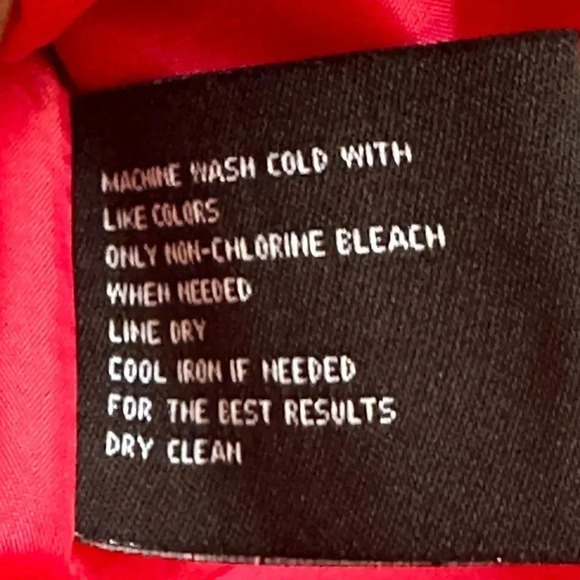 MACHINE WASH COLD WITH
LIKE COLORS
ONLY NON-CHLORINE BLEACH
WHEN NEEDED
LINE DRY
COOL IRON IF NEEDED
FOR THE BEST RESULTS
DRY CLEAN